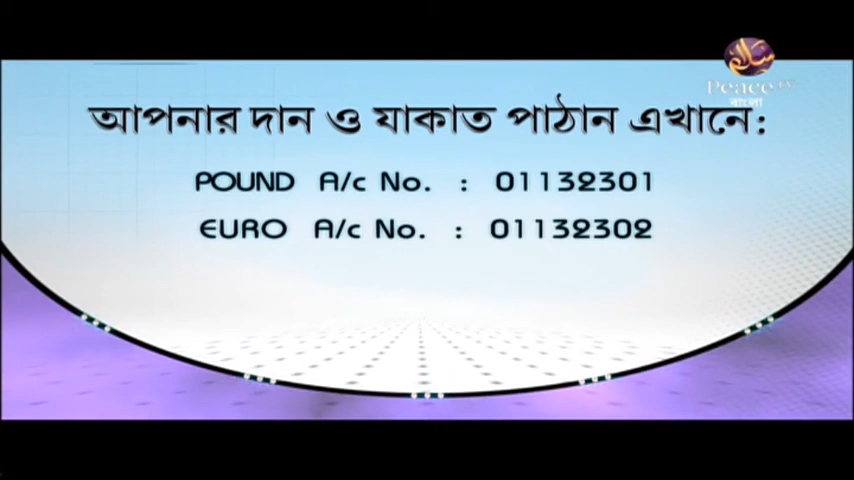 Peace TV
বাংলা
আপনার দান ও যাকাত পাঠান এখানে:
POUND A/c No. : 01132301
EURO A/c No. : 01132302